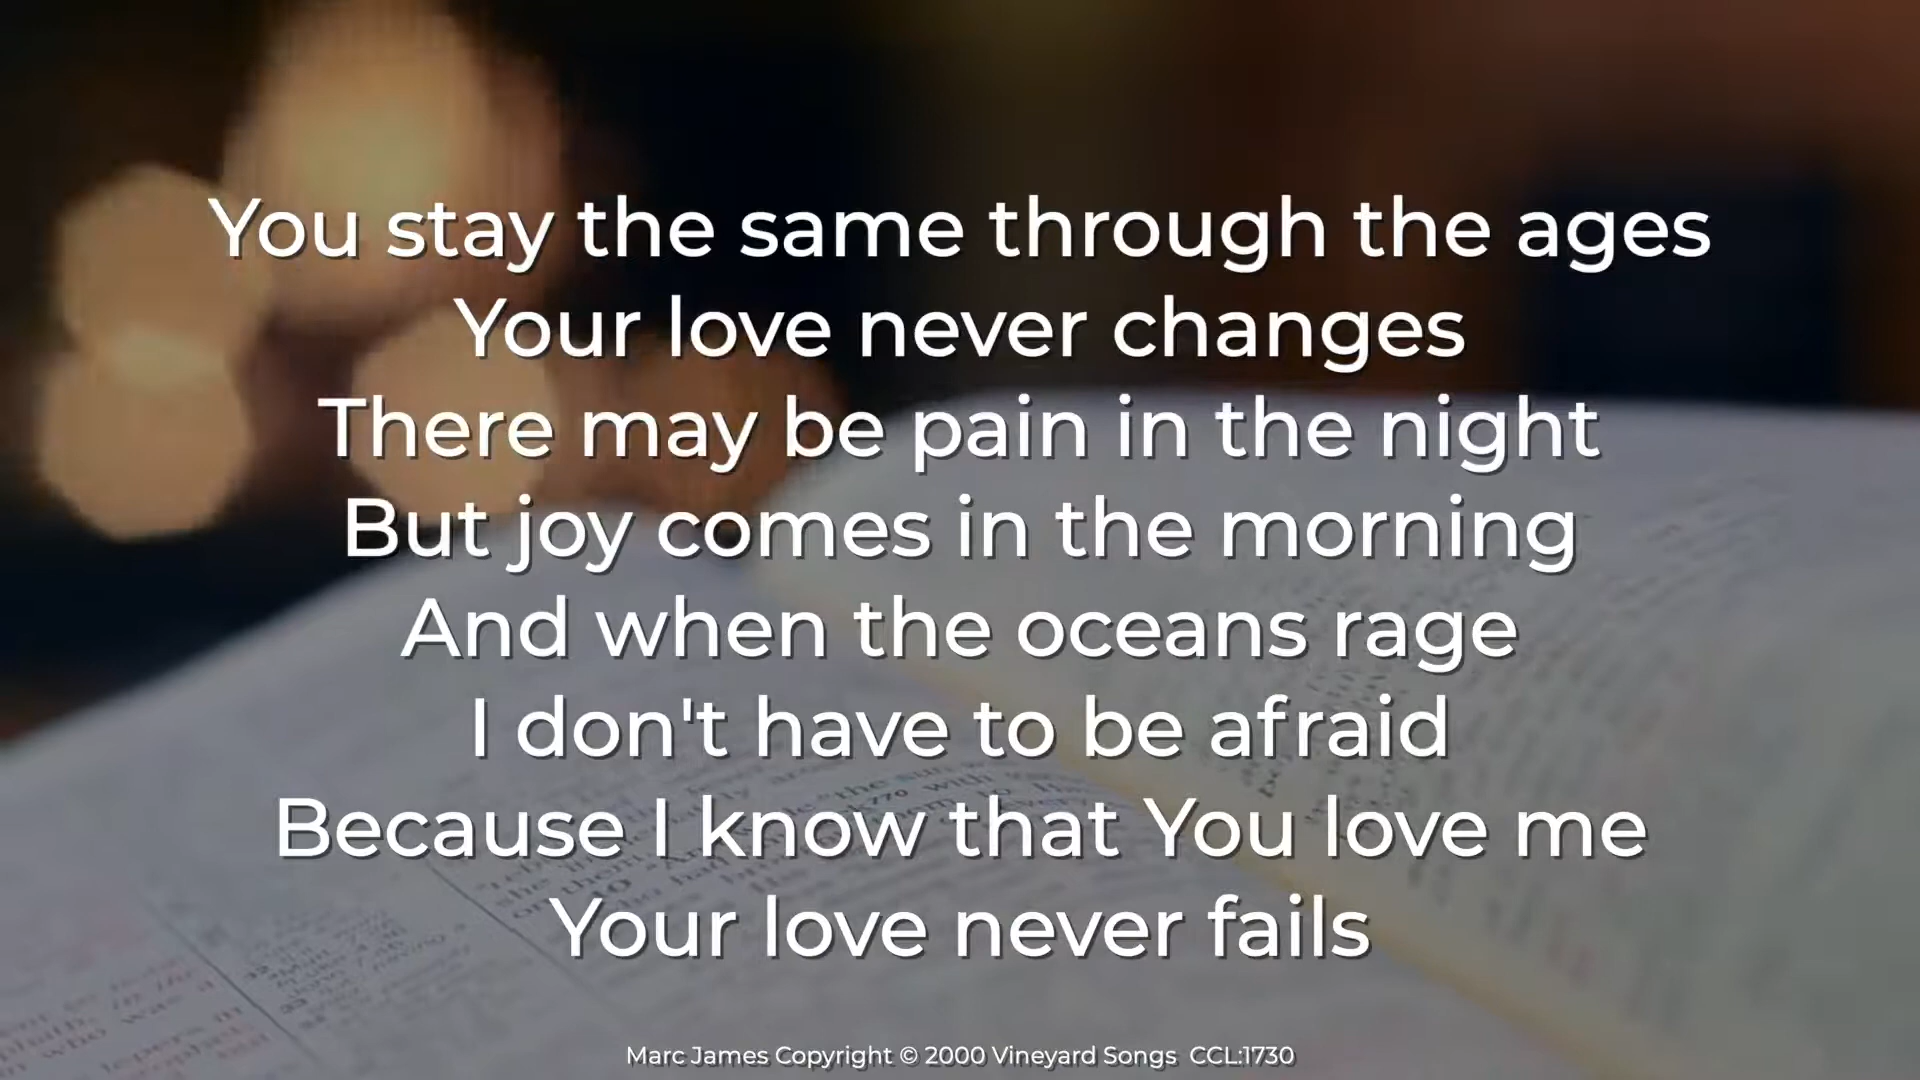 You stay the same through the ages
Your love never changes
There may be pain in the night
But joy comes in the morning
And when the oceans rage
I don't have to be afraid
Because I know that You love me
Your love never fails
Marc James Copyright © 2000 Vineyard Songs  CCL:1730